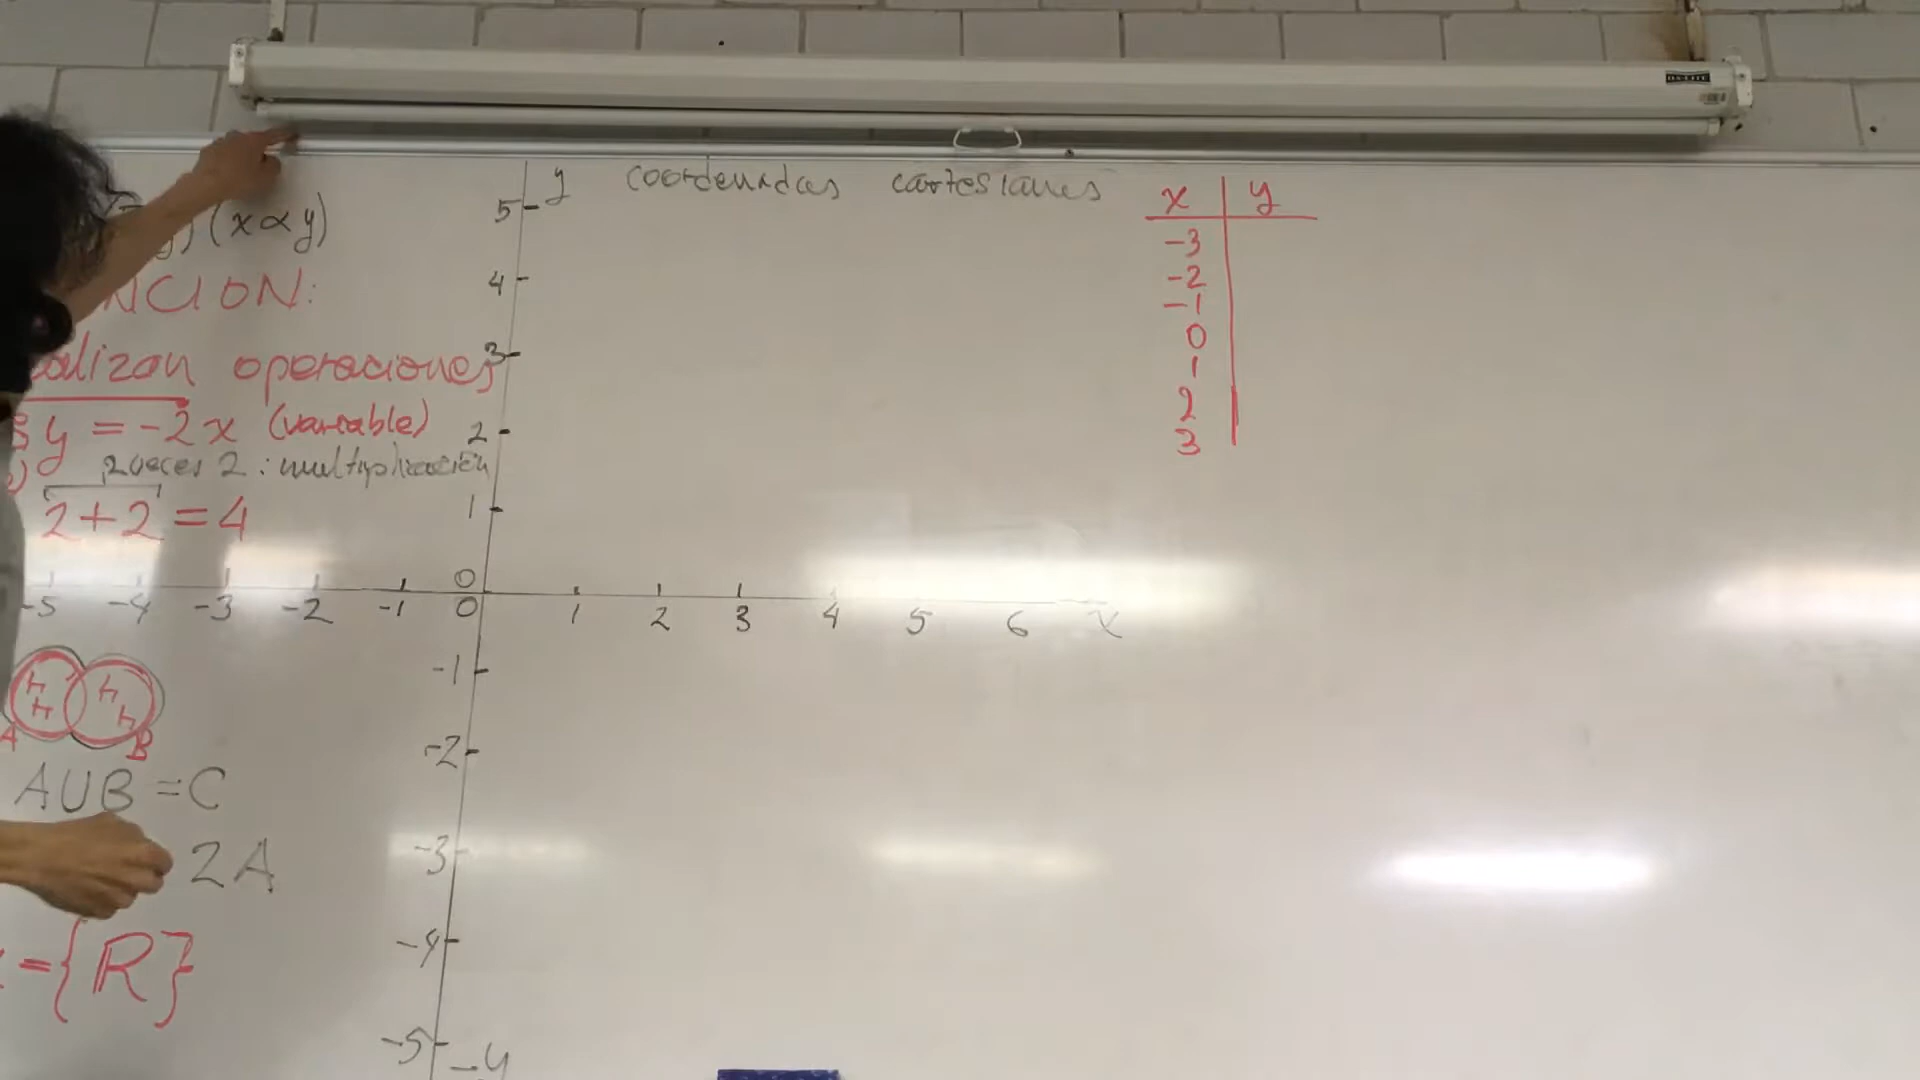 y coordenadas cartesianas
(x ∝ y)
NCION:
alizan operaciones
y = -2x (variable)
2 veces 2 : multiplicación
2+2 = 4
A B
AUB = C
2A
={R}
5
4
3
2
1
0
-5 -4 -3 -2 -1 0 1 2 3 4 5 6 x
-1
-2
-3
-4
-5 -y
x y
-3
-2
-1
0
1
2
3